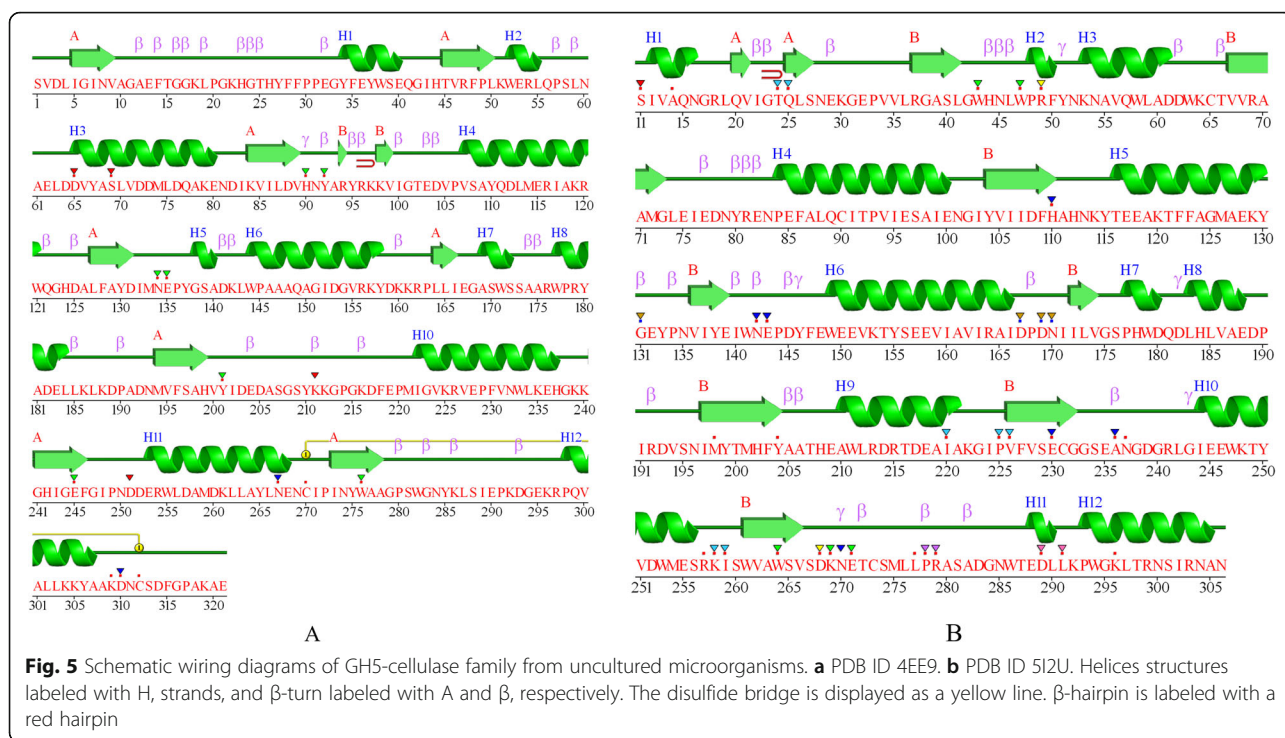 A β β ββ β βββ β H1 A H2 β β
SVDLIGINVAGAEFTGGKLPGKHGTHYFFPPEGYFEYWSEQGIHTVRFPLKWERLQPSLN
1 5 10 15 20 25 30 35 40 45 50 55 60
H3 A γ β B ββ B β ββ H4
AELDDVYASLVDDMLDQAKENDIKVILDVHNYARYRKKVIGTEDVPVSAYQDLMERIAKR
61 65 70 75 80 85 90 95 100 105 110 115 120
β β A H5 ββ H6 β A H7 ββ H8
WQGHDALFAYDIMNEPYGSADKLWPAAAQAGIDGVRKYDKKRPLLIEGASWSSAARWPRY
121 125 130 135 140 145 150 155 160 165 170 175 180
β β A β β β H10
ADELLKLKDPADNMVFSAHVYIDEDASGSYKKGPGKDFEPMIGVKRVEPFVNWLKEHGKK
181 185 190 195 200 205 210 215 220 225 230 235 240
A H11 A β β β β H12
GHIGEFGIPNDDERWLDAMDKLLAYLNENCIPINYWAAGPSWGNYKLSIEPKDGEKRPQV
241 245 250 255 260 265 270 275 280 285 290 295 300
ALLKKYAAKDNCSDFGPAKAE
301 305 310 315 320
A
H1 A ββ A β B βββ H2 γ H3 β β B
SIVAQNGRLQVIGTQLSNEKGEPVVLRGASLGWHNLWPRFYNKNAVQWLADDWKCTVVRA
11 15 20 25 30 35 40 45 50 55 60 65 70
β βββ H4 B H5
AMGLEIEDNYRENPEFALQCITPVIESAIENGIYVIIDFHAHNKYTEEAKTFFAGMAEKY
71 75 80 85 90 95 100 105 110 115 120 125 130
β β B β β βγ H6 β B H7 γ H8
GEYPNVIYEIWNEPDYFEWEEVKTYSEEVIAVIRAIDPDNIILVGSPHWDQDLHLVAEDP
131 135 140 145 150 155 160 165 170 175 180 185 190
β B ββ H9 B β γ H10
IRDVSNIMYTMHFYAATHEAWLRDRTDEAIAKGIPVFVSECGGSEANGDGRLGIEEWKTY
191 195 200 205 210 215 220 225 230 235 240 245 250
B γ β β β H11 H12
VDWMESRKISWVAWSVSDKNETCSMLLPRASADGNWTEDLLKPWGKLTRNSIRNAN
251 255 260 265 270 275 280 285 290 295 300 305
B
Fig. 5 Schematic wiring diagrams of GH5-cellulase family from uncultured microorganisms. a PDB ID 4EE9. b PDB ID 5I2U. Helices structures
labeled with H, strands, and β-turn labeled with A and β, respectively. The disulfide bridge is displayed as a yellow line. β-hairpin is labeled with a
red hairpin